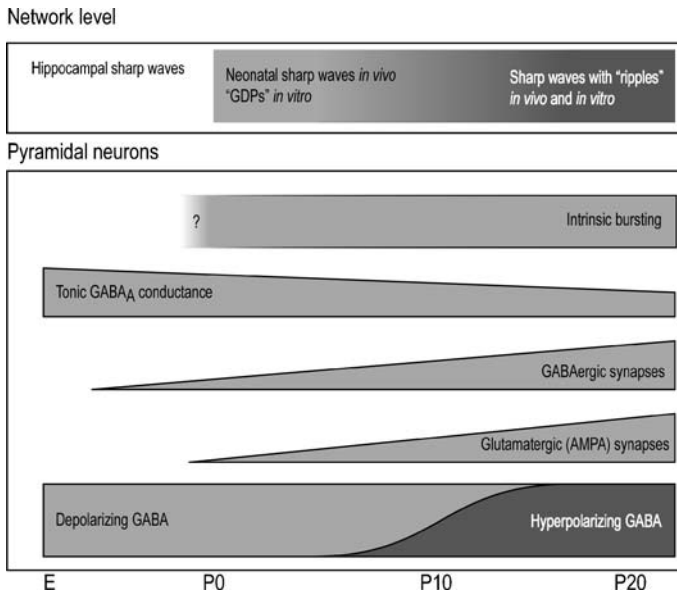 Network level
Hippocampal sharp waves
Neonatal sharp waves in vivo
"GDPs" in vitro
Sharp waves with "ripples"
in vivo and in vitro
Pyramidal neurons
?
Intrinsic bursting
Tonic GABAA conductance
GABAergic synapses
Glutamatergic (AMPA) synapses
Depolarizing GABA
Hyperpolarizing GABA
E P0 P10 P20